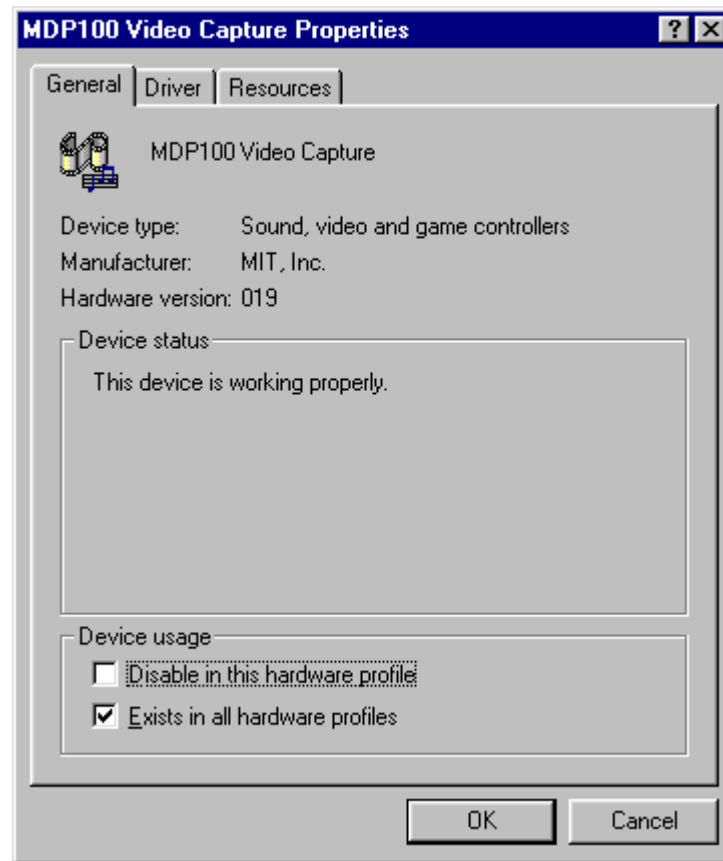 MDP100 Video Capture Properties
General Driver Resources
MDP100 Video Capture
Device type: Sound, video and game controllers
Manufacturer: MIT, Inc.
Hardware version: 019
Device status
This device is working properly.
Device usage
Disable in this hardware profile
Exists in all hardware profiles
OK Cancel